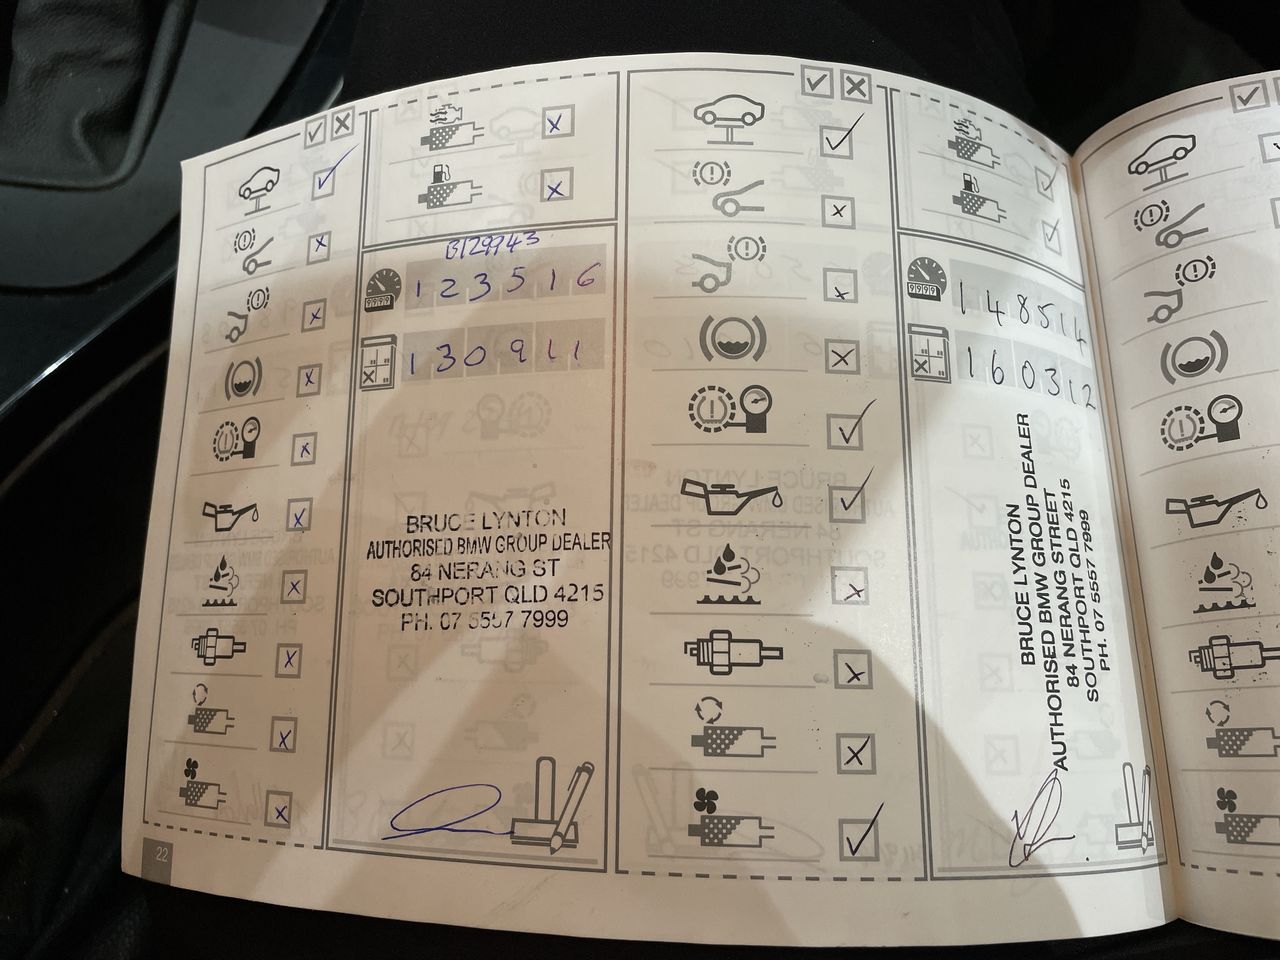 B129943
123516
130911
BRUCE LYNTON
AUTHORISED BMW GROUP DEALER
84 NERANG ST
SOUTHPORT QLD 4215
PH. 07 5557 7999
22
148514
160312
BRUCE LYNTON
AUTHORISED BMW GROUP DEALER
84 NERANG STREET
SOUTHPORT QLD 4215
PH. 07 5557 7999